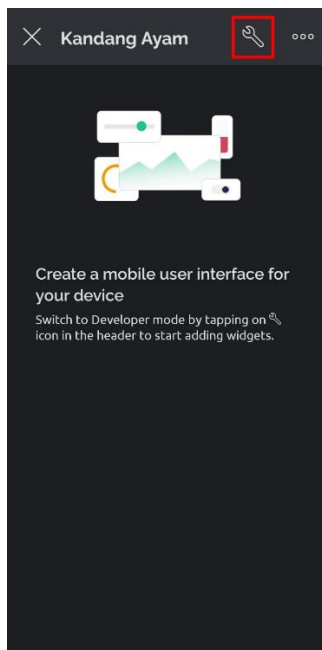 Kandang Ayam
Create a mobile user interface for
your device
Switch to Developer mode by tapping on
icon in the header to start adding widgets.